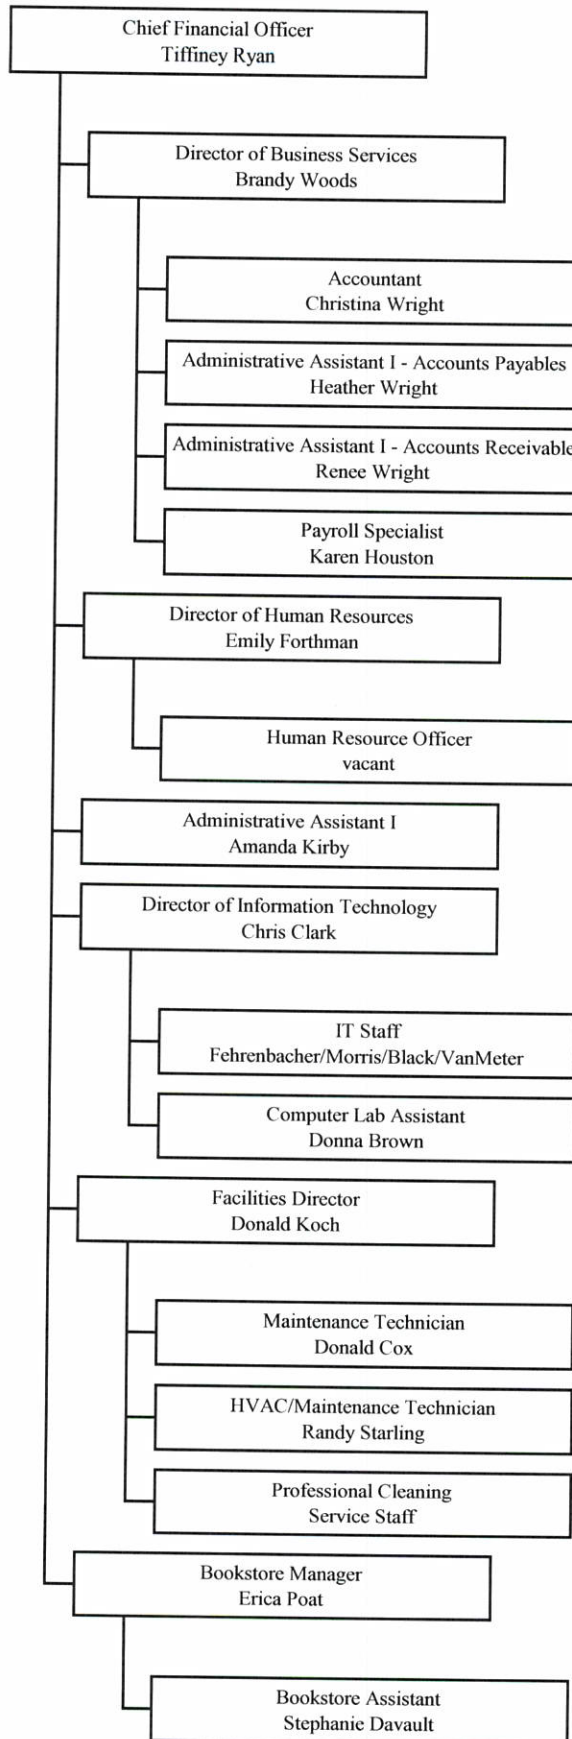 Chief Financial Officer
Tiffiney Ryan
Director of Business Services
Brandy Woods
Accountant
Christina Wright
Administrative Assistant I - Accounts Payables
Heather Wright
Administrative Assistant I - Accounts Receivable
Renee Wright
Payroll Specialist
Karen Houston
Director of Human Resources
Emily Forthman
Human Resource Officer
vacant
Administrative Assistant I
Amanda Kirby
Director of Information Technology
Chris Clark
IT Staff
Fehrenbacher/Morris/Black/VanMeter
Computer Lab Assistant
Donna Brown
Facilities Director
Donald Koch
Maintenance Technician
Donald Cox
HVAC/Maintenance Technician
Randy Starling
Professional Cleaning
Service Staff
Bookstore Manager
Erica Poat
Bookstore Assistant
Stephanie Davault